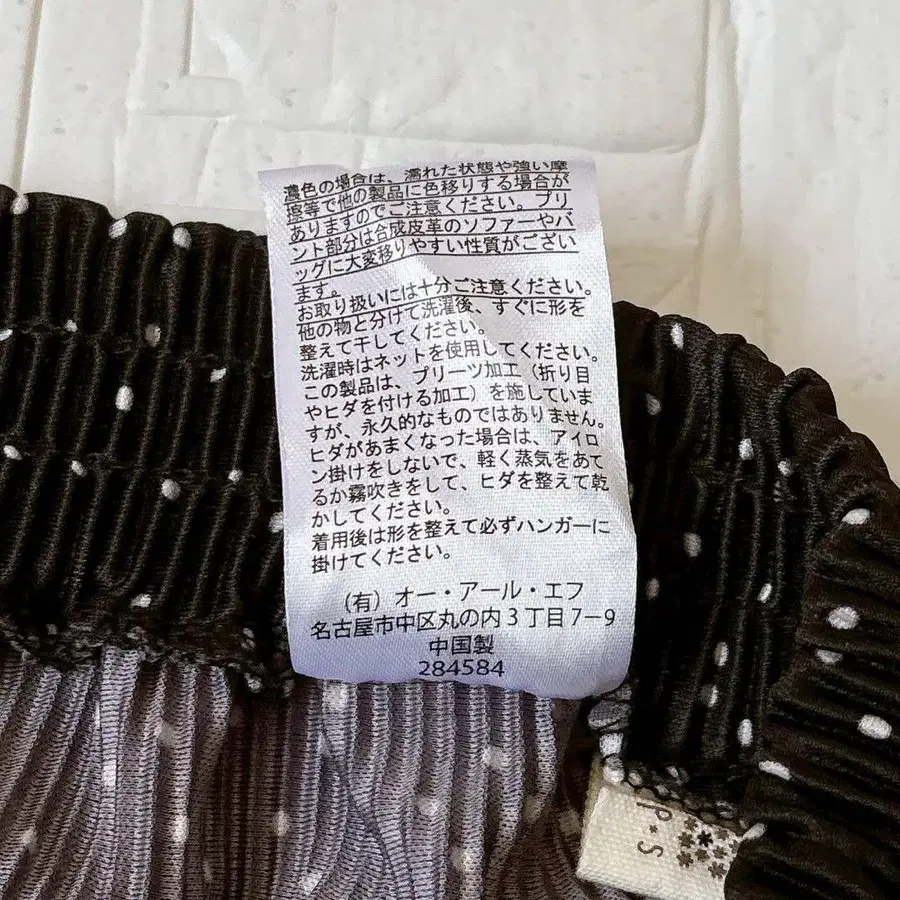 濃色の場合は、濡れた状態や強い摩
擦等で他の製品に色移りする場合が
ありますのでご注意ください。プリ
ント部分は合成皮革のソファーやバ
ッグに大変移りやすい性質がござい
ます。
お取り扱いには十分ご注意ください。
他の物と分けて洗濯後、すぐに形を
整えて干してください。
洗濯時はネットを使用してください。
この製品は、プリーツ加工（折り目
やヒダを付ける加工）を施していま
すが、永久的なものではありません。
ヒダがあまくなった場合は、アイロ
ン掛けをしないで、軽く蒸気をあて
るか霧吹きをして、ヒダを整えて乾
かしてください。
着用後は形を整えて必ずハンガーに
掛けてください。
（有）オー・アール・エフ
名古屋市中区丸の内3丁目7-9
中国製
284584